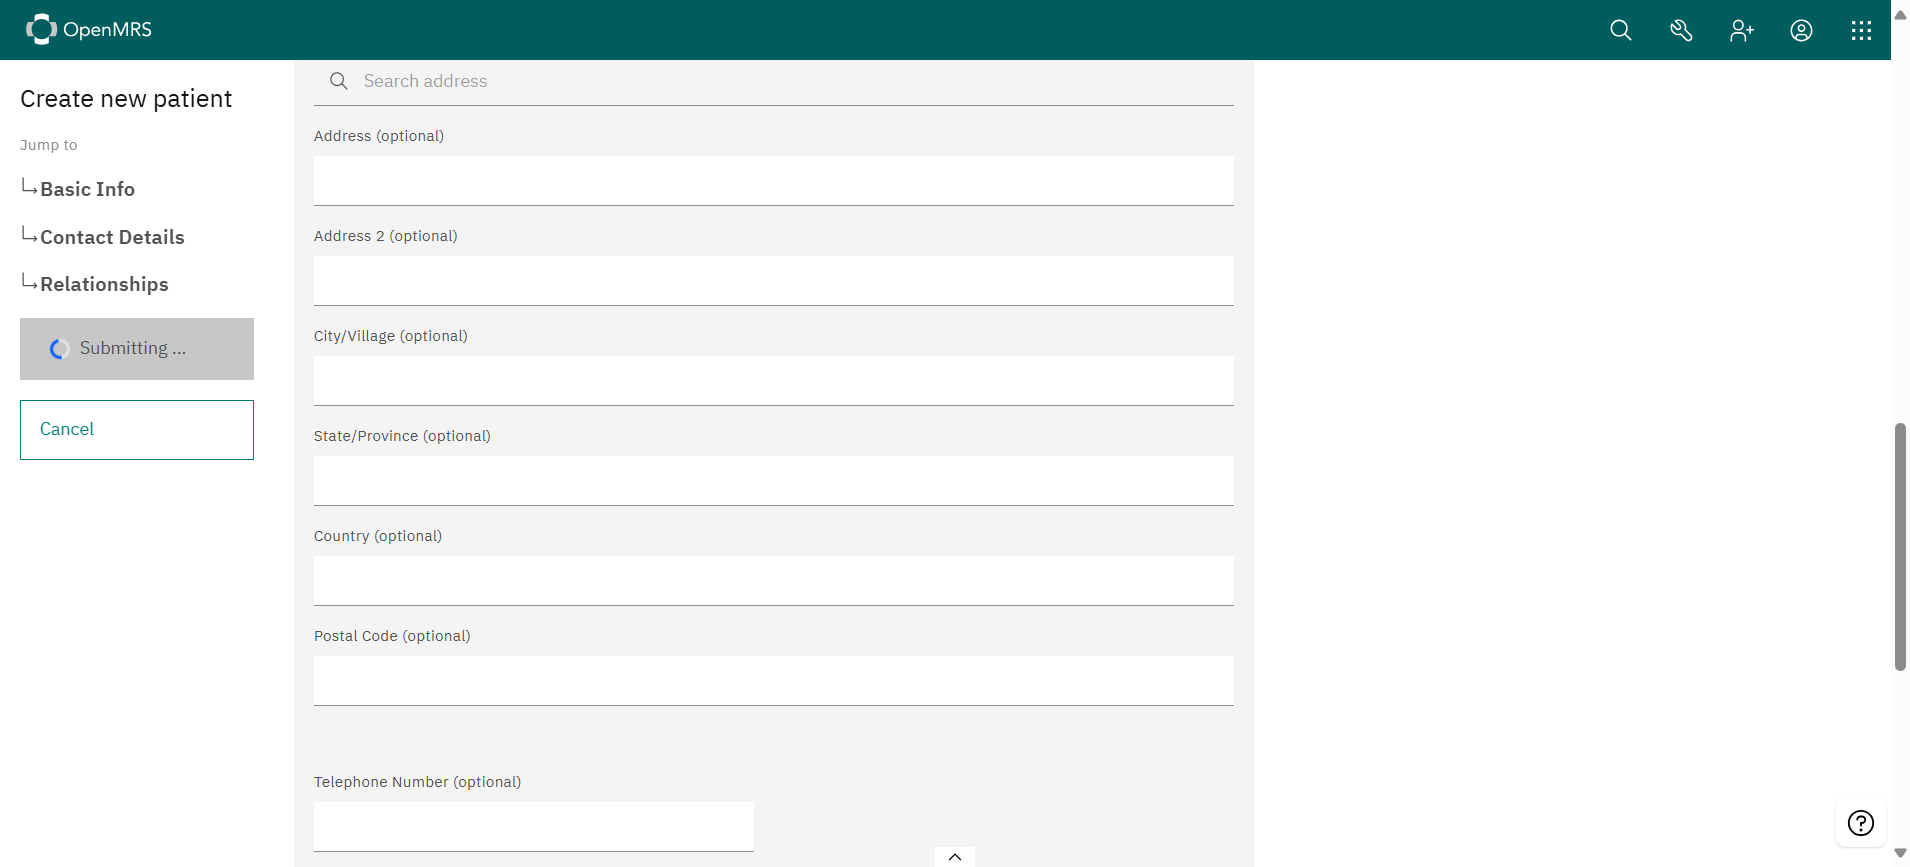 OpenMRS
Create new patient
Jump to
Basic Info
Contact Details
Relationships
Submitting ...
Cancel
Search address
Address (optional)
Address 2 (optional)
City/Village (optional)
State/Province (optional)
Country (optional)
Postal Code (optional)
Telephone Number (optional)